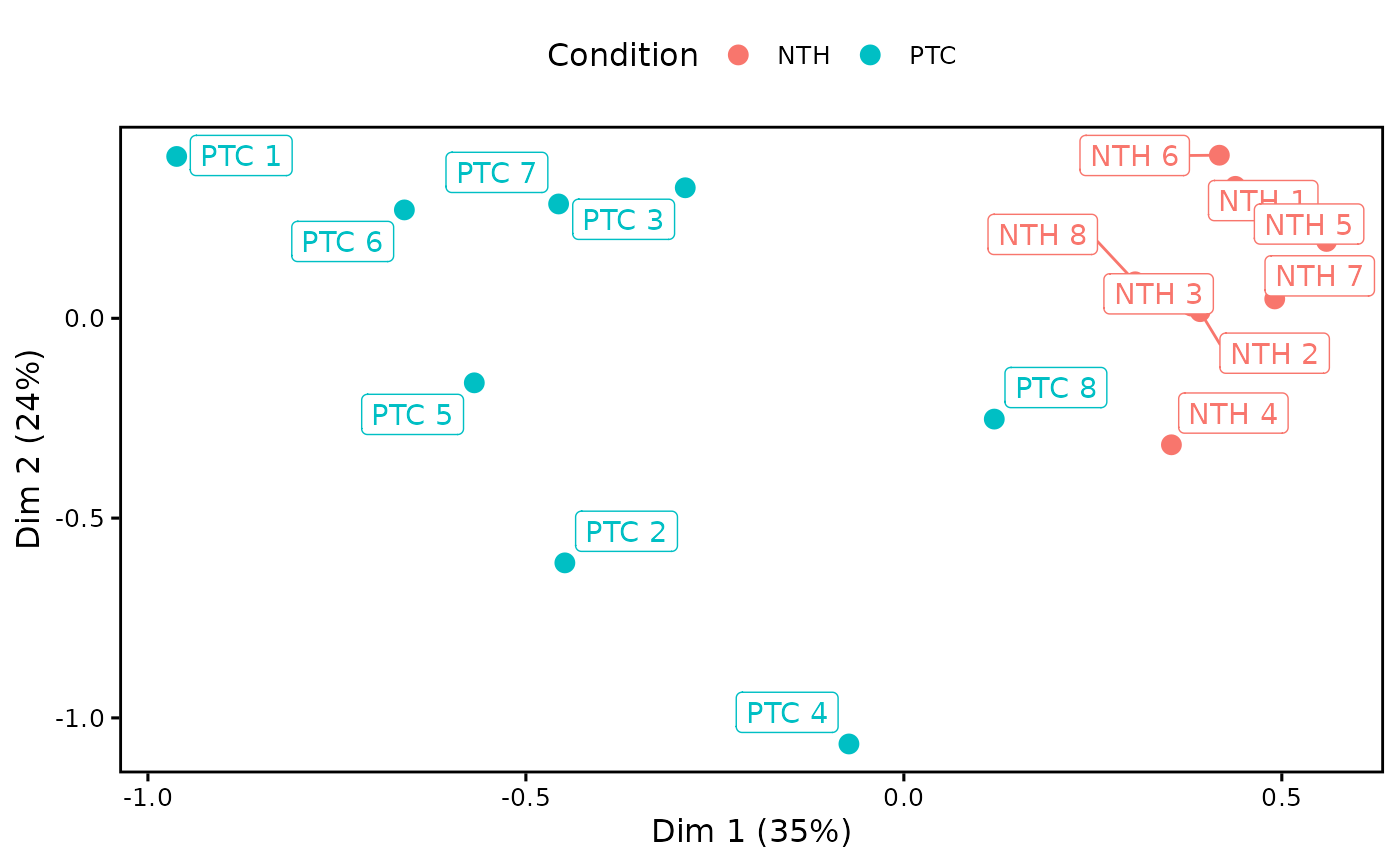 Condition NTH PTC
PTC 1
NTH 6
PTC 7
NTH 1
PTC 3
NTH 5
NTH 8
PTC 6
NTH 7
NTH 3
0.0
NTH 2
PTC 8
PTC 5
NTH 4
-0.5
PTC 2
PTC 4
-1.0
Dim 2 (24%)
-1.0 -0.5 0.0 0.5
Dim 1 (35%)